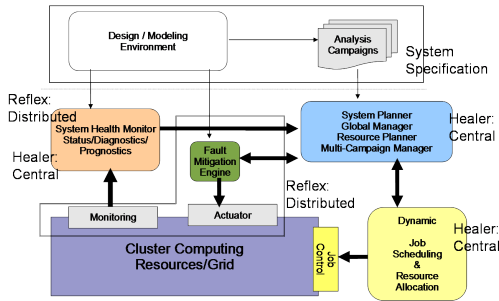 Design / Modeling
Environment
Analysis
Campaigns
System
Specification
Reflex:
Distributed
System Health Monitor
Status/Diagnostics/
Prognostics
Healer:
Central
Fault
Mitigation
Engine
System Planner
Global Manager
Resource Planner
Multi-Campaign Manager
Healer:
Central
Reflex:
Distributed
Monitoring
Actuator
Cluster Computing
Resources/Grid
Job
Control
Dynamic
Job
Scheduling
&
Resource
Allocation
Healer:
Central